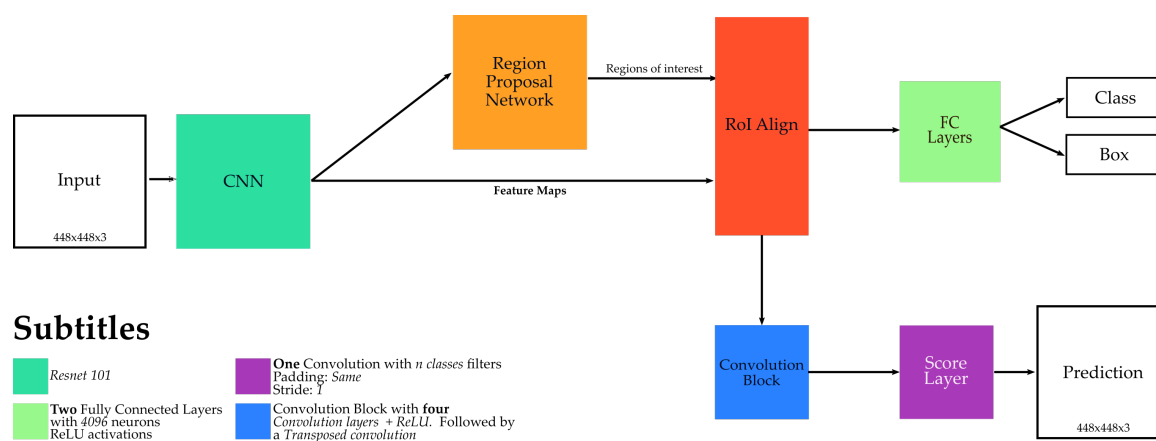 Region
Proposal
Network
Regions of interest
RoI Align
FC
Layers
Class
Box
Input
448x448x3
CNN
Feature Maps
Subtitles
Resnet 101
Two Fully Connected Layers
with 4096 neurons
ReLU activations
One Convolution with n classes filters
Padding: Same
Stride: 1
Convolution Block with four
Convolution layers + ReLU. Followed by
a Transposed convolution
Convolution
Block
Score
Layer
Prediction
448x448x3